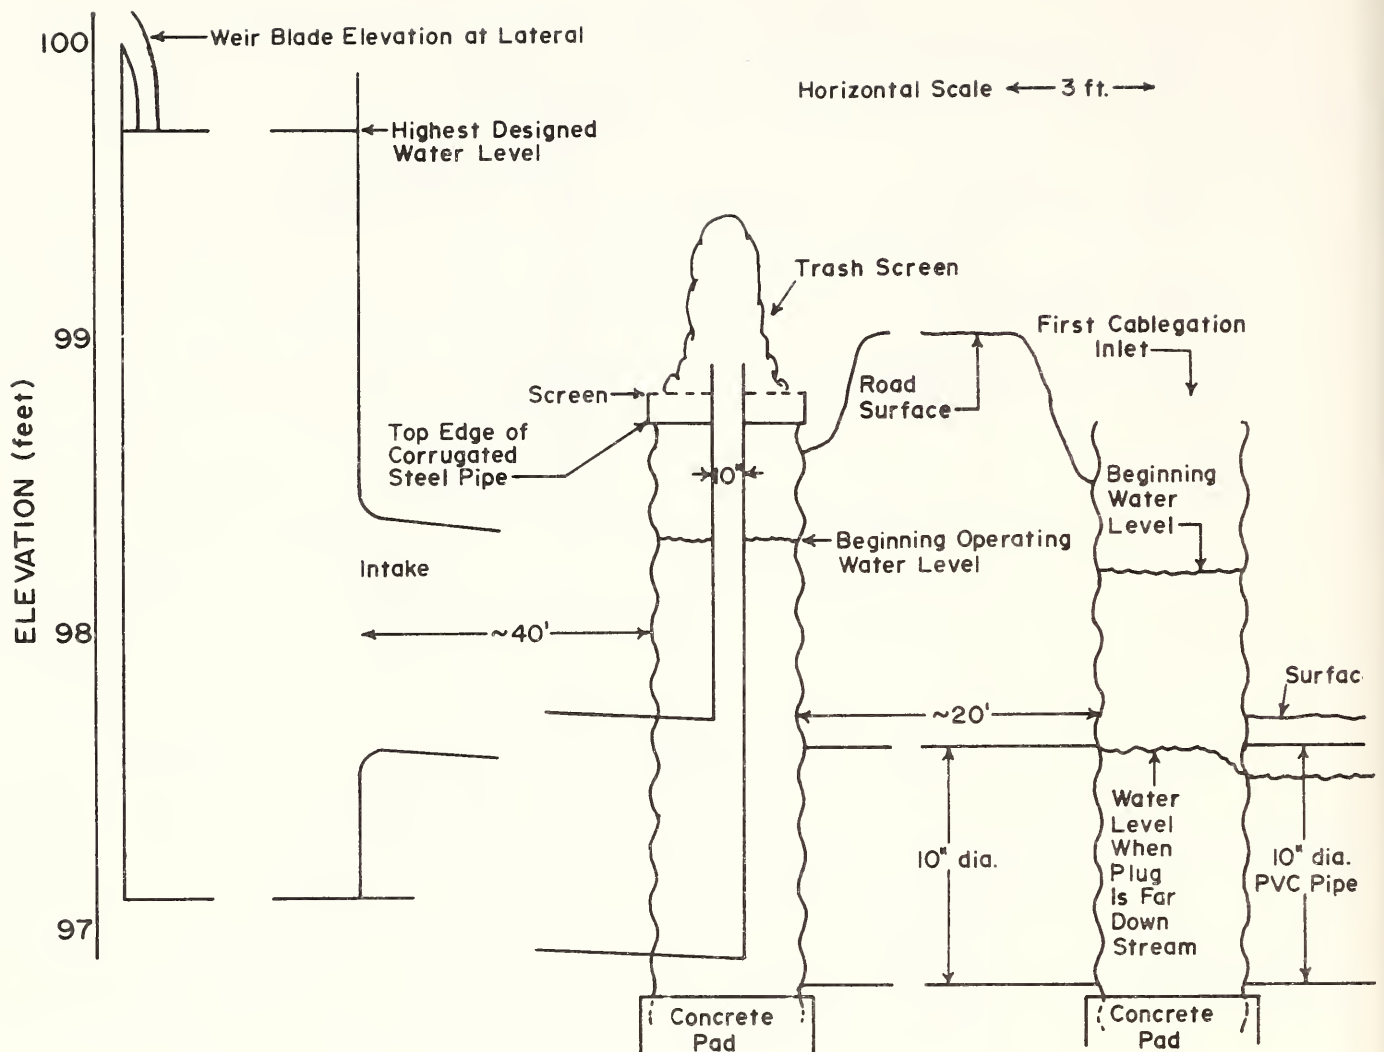 100
Weir Blade Elevation at Lateral
Horizontal Scale 3 ft.
Highest Designed
Water Level
Trash Screen
99
First Cablegation
Inlet
Screen
Road
Surface
Top Edge of
Corrugated
Steel Pipe
10"
Beginning
Water
Level
Beginning Operating
Water Level
Intake
ELEVATION (feet)
98
~40'
Surfac
~20'
Water
Level
When
Plug
Is Far
Down
Stream
10" dia.
10" dia.
PVC Pipe
97
Concrete
Pad
Concrete
Pad